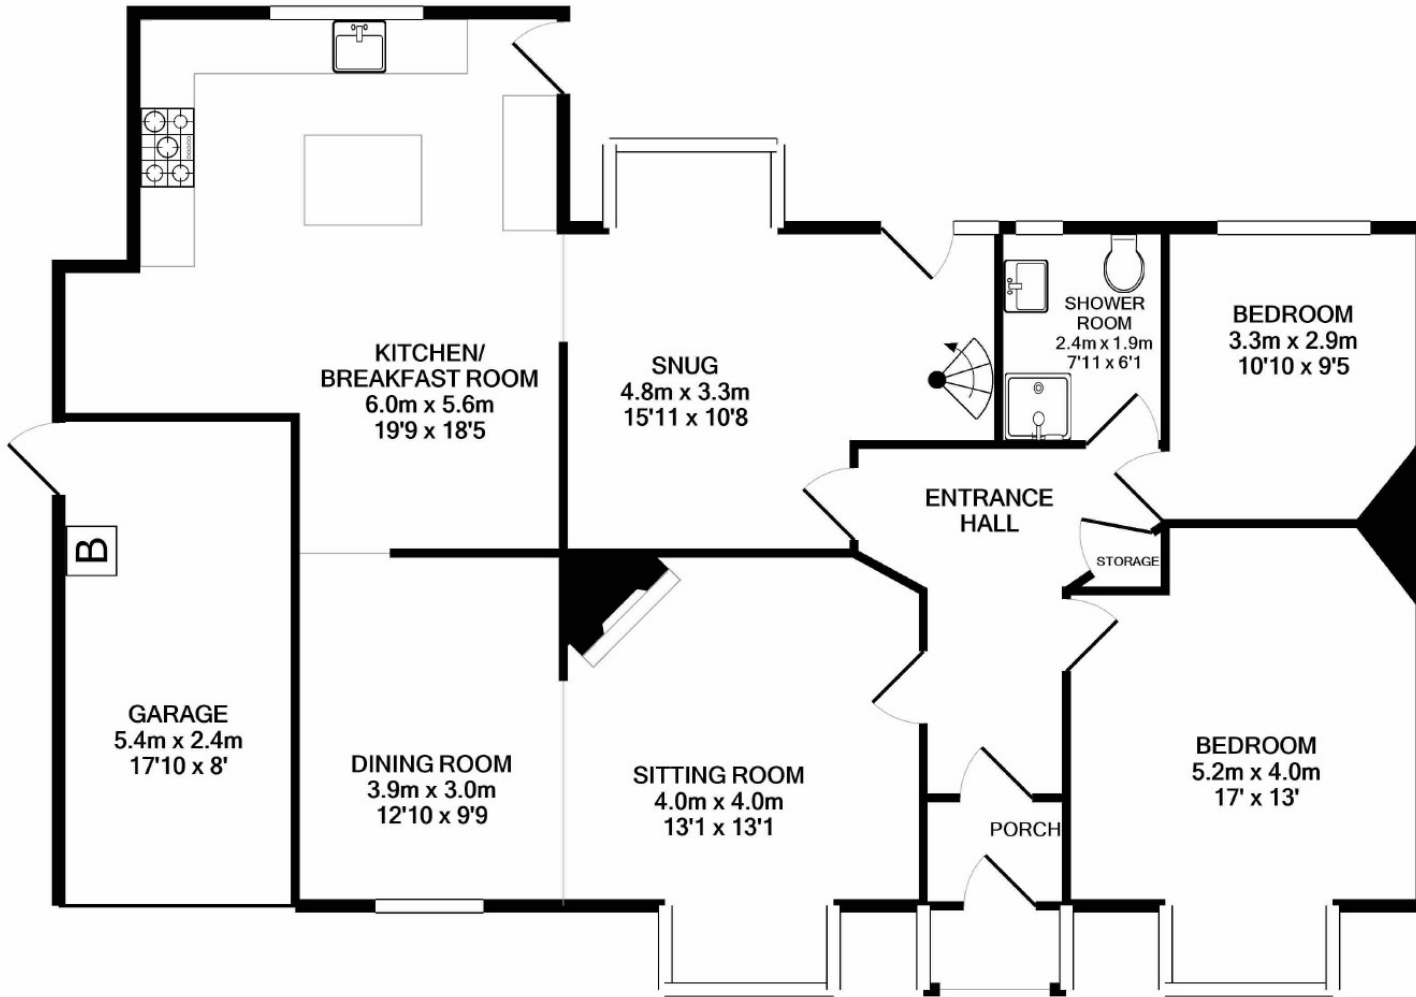 KITCHEN/
BREAKFAST ROOM
6.0m x 5.6m
19'9 x 18'5
SNUG
4.8m x 3.3m
15'11 x 10'8
SHOWER
ROOM
2.4m x 1.9m
7'11 x 6'1
BEDROOM
3.3m x 2.9m
10'10 x 9'5
ENTRANCE
HALL
STORAGE
B
GARAGE
5.4m x 2.4m
17'10 x 8'
DINING ROOM
3.9m x 3.0m
12'10 x 9'9
SITTING ROOM
4.0m x 4.0m
13'1 x 13'1
PORCH
BEDROOM
5.2m x 4.0m
17' x 13'